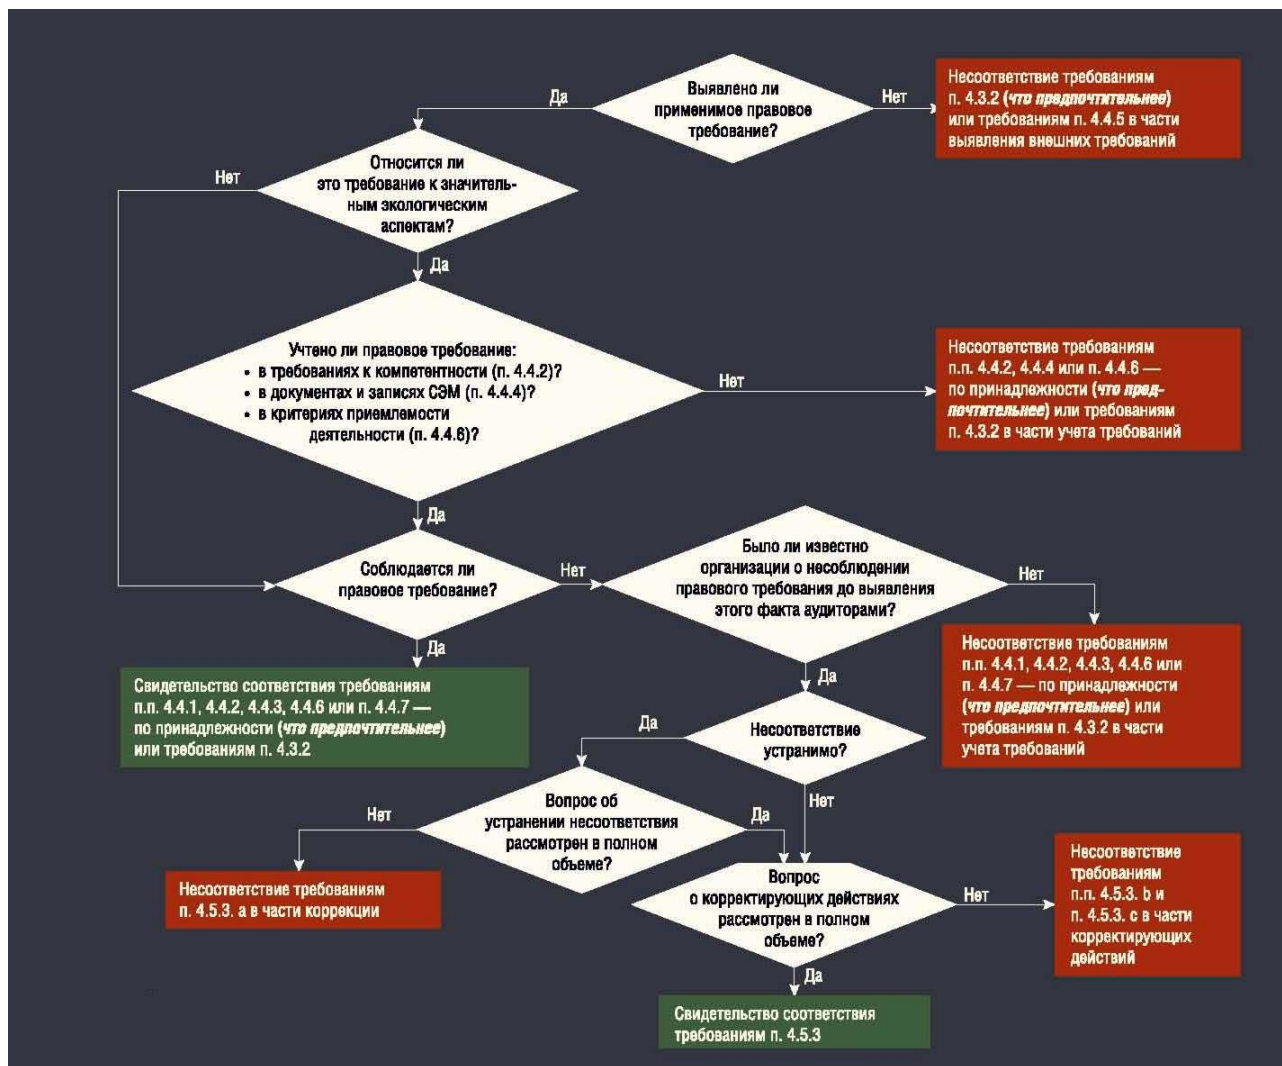 Выявлено ли
применимое правовое
требование?
Да
Нет
Несоответствие требованиям
п. 4.3.2 (что предпочтительнее)
или требованиям п. 4.4.5 в части
выявления внешних требований
Относится ли
это требование к значитель-
ным экологическим
аспектам?
Нет
Да
Учтено ли правовое требование:
• в требованиях к компетентности (п. 4.4.2)?
• в документах и записях СЭМ (п. 4.4.4)?
• в критериях приемлемости
деятельности (п. 4.4.6)?
Нет
Несоответствие требованиям
п.п. 4.4.2, 4.4.4 или п. 4.4.6 —
по принадлежности (что пред-
почтительнее) или требованиям
п. 4.3.2 в части учета требований
Да
Соблюдается ли
правовое требование?
Нет
Было ли известно
организации о несоблюдении
правового требования до выявления
этого факта аудиторами?
Нет
Несоответствие требованиям
п.п. 4.4.1, 4.4.2, 4.4.3, 4.4.6 или
п. 4.4.7 — по принадлежности
(что предпочтительнее) или
требованиям п. 4.3.2 в части
учета требований
Да
Свидетельство соответствия требованиям
п.п. 4.4.1, 4.4.2, 4.4.3, 4.4.6 или п. 4.4.7 —
по принадлежности (что предпочтительнее)
или требованиям п. 4.3.2
Да
Несоответствие
устранимо?
Да
Нет
Вопрос об
устранении несоответствия
рассмотрен в полном
объеме?
Нет
Да
Несоответствие требованиям
п. 4.5.3. a в части коррекции
Вопрос
о корректирующих действиях
рассмотрен в полном
объеме?
Нет
Несоответствие
требованиям
п.п. 4.5.3. b и
п. 4.5.3. c в части
корректирующих
действий
Да
Свидетельство соответствия
требованиям п. 4.5.3